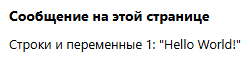 Сообщение на этой странице
Строки и переменные 1: "Hello World!"